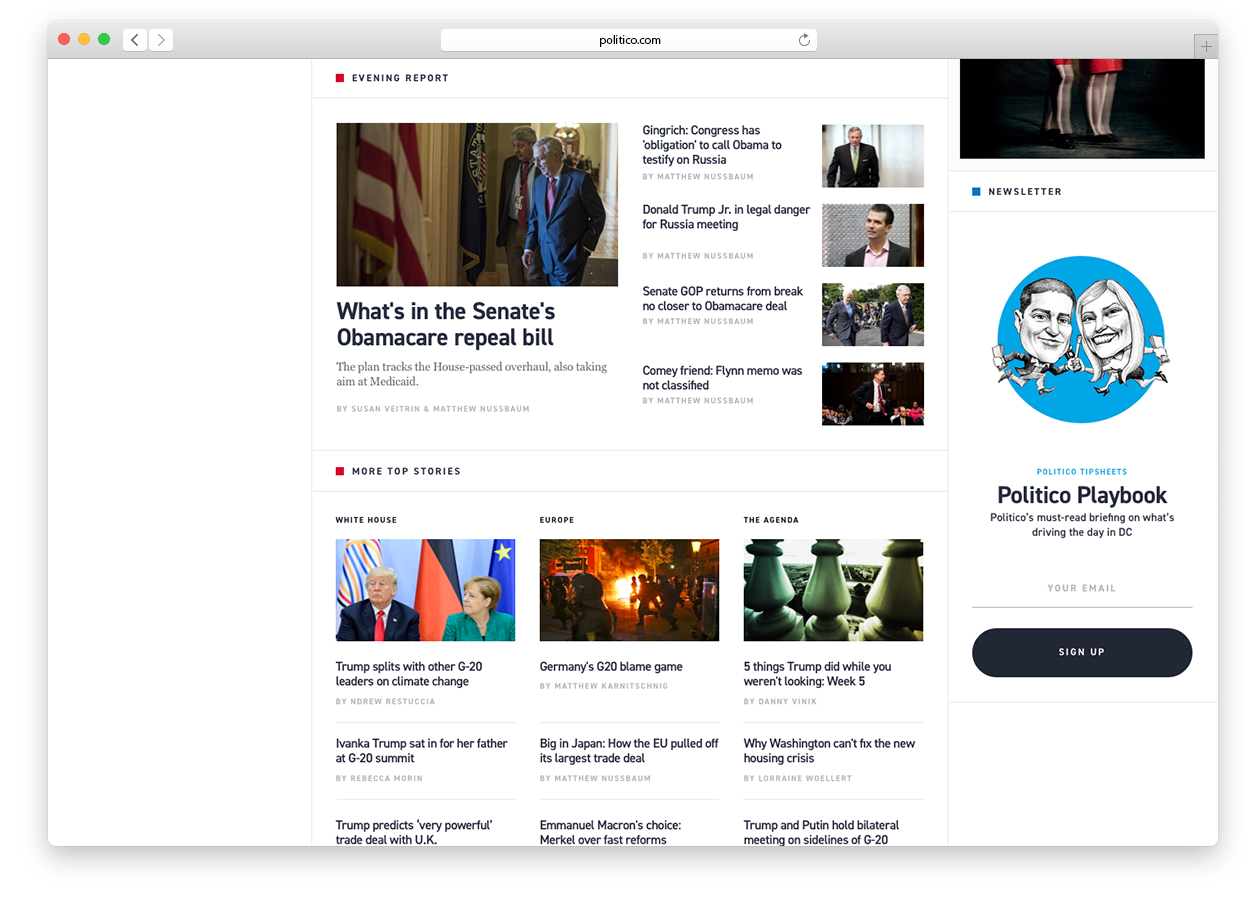 politico.com
EVENING REPORT
What's in the Senate's
Obamacare repeal bill
The plan tracks the House-passed overhaul, also taking
aim at Medicaid.
BY SUSAN VEITRIN & MATTHEW NUSSBAUM
Gingrich: Congress has
'obligation' to call Obama to
testify on Russia
BY MATTHEW NUSSBAUM
Donald Trump Jr. in legal danger
for Russia meeting
BY MATTHEW NUSSBAUM
Senate GOP returns from break
no closer to Obamacare deal
BY MATTHEW NUSSBAUM
Comey friend: Flynn memo was
not classified
BY MATTHEW NUSSBAUM
MORE TOP STORIES
WHITE HOUSE
Trump splits with other G-20
leaders on climate change
BY NDREW RESTUCCIA
Ivanka Trump sat in for her father
at G-20 summit
BY REBECCA MORIN
Trump predicts ‘very powerful’
trade deal with U.K.
EUROPE
Germany's G20 blame game
BY MATTHEW KARNITSCHNIG
Big in Japan: How the EU pulled off
its largest trade deal
BY MATTHEW NUSSBAUM
Emmanuel Macron's choice:
Merkel over fast reforms
THE AGENDA
5 things Trump did while you
weren't looking: Week 5
BY DANNY VINIK
Why Washington can't fix the new
housing crisis
BY LORRAINE WOELLERT
Trump and Putin hold bilateral
meeting on sidelines of G-20
NEWSLETTER
POLITICO TIPSHEETS
Politico Playbook
Politico's must-read briefing on what's
driving the day in DC
YOUR EMAIL
SIGN UP